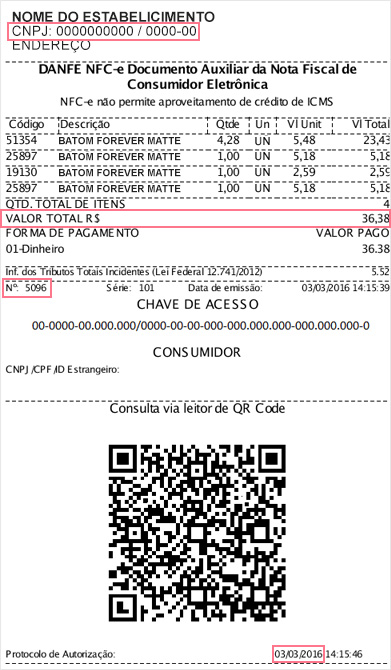 NOME DO ESTABELICIMENTO
CNPJ: 0000000000 / 0000-00
ENDEREÇO
DANFE NFC-e Documento Auxiliar da Nota Fiscal de
Consumidor Eletrônica
NFC-e não permite aproveitamento de crédito de ICMS
Código Descrição Qtde Un Vl Unit Vl Total
51354 BATOM FOREVER MATTE 4,28 UN 5,48 23,43
25897 BATOM FOREVER MATTE 1,00 UN 5,18 5,18
19130 BATOM FOREVER MATTE 1,00 UN 2,59 2,59
25897 BATOM FOREVER MATTE 1,00 UN 5,18 5,18
QTD. TOTAL DE ITENS 4
VALOR TOTAL R$ 36,38
FORMA DE PAGAMENTO VALOR PAGO
01-Dinheiro 36.38
Inf. dos Tributos Totais Incidentes (Lei Federal 12.741/2012) 5.52
Nº: 5096 Série: 101 Data de emissão: 03/03/2016 14:15:39
CHAVE DE ACESSO
00-0000-00.000.000/0000-00-00-000-000.000.000-000.000.000-0
CONSUMIDOR
CNPJ/CPF/ID Estrangeiro:
Consulta via leitor de QR Code
Protocolo de Autorização: 03/03/2016 14:15:46